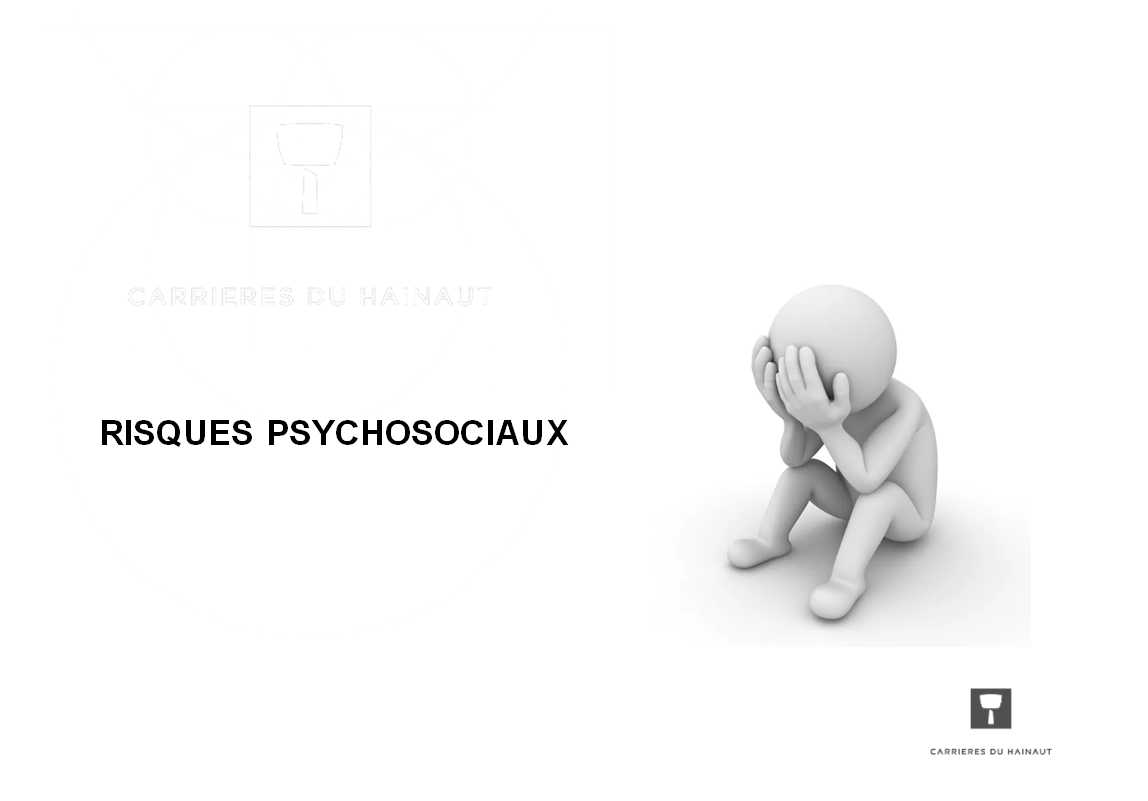 CARRIERES DU HAINAUT
RISQUES PSYCHOSOCIAUX
CARRIERES DU HAINAUT